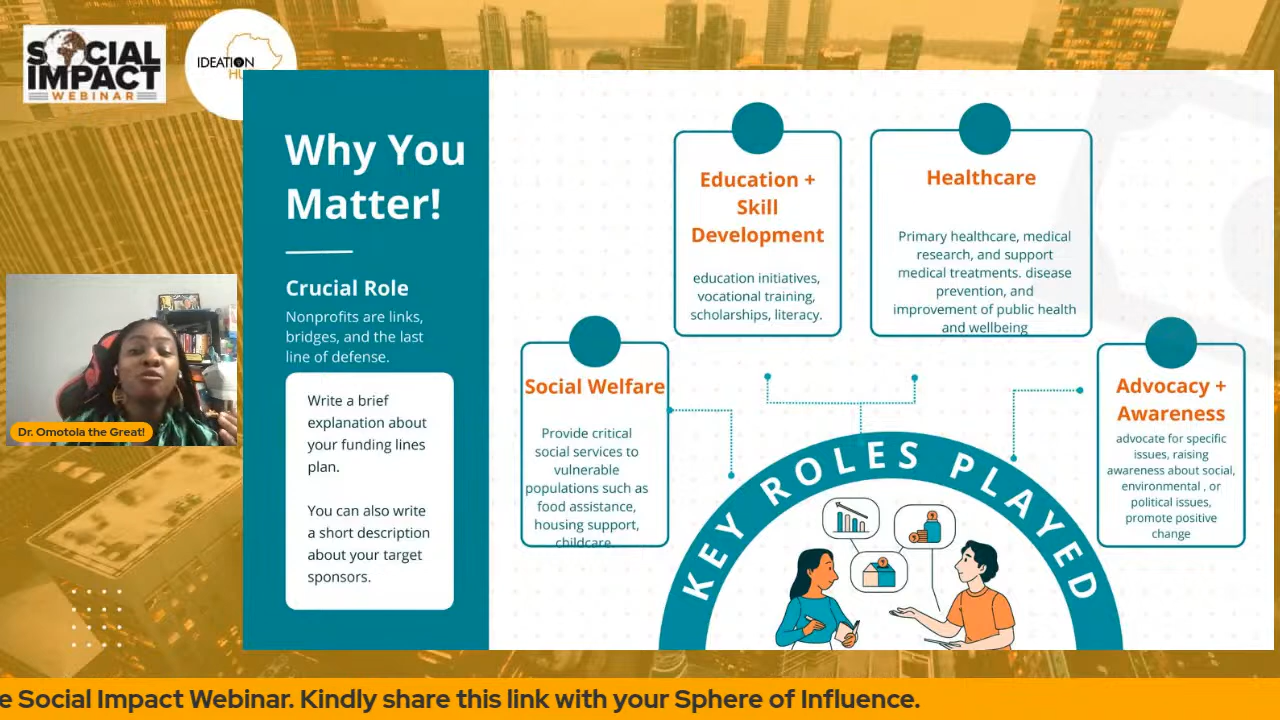 SOCIAL
IMPACT
WEBINAR
IDEATION
HU
Why You
Matter!
Crucial Role
Nonprofits are links,
bridges, and the last
line of defense.
Write a brief
explanation about
your funding lines
plan.
You can also write
a short description
about your target
sponsors.
Education +
Skill
Development
education initiatives,
vocational training,
scholarships, literacy.
Healthcare
Primary healthcare, medical
research, and support
medical treatments. disease
prevention, and
improvement of public health
and wellbeing
Social Welfare
Provide critical
social services to
vulnerable
populations such as
food assistance,
housing support,
childcare.
Advocacy +
Awareness
advocate for specific
issues, raising
awareness about social,
environmental , or
political issues,
promote positive
change
KEY ROLES PLAYED
Dr. Omotola the Great!
e Social Impact Webinar. Kindly share this link with your Sphere of Influence.